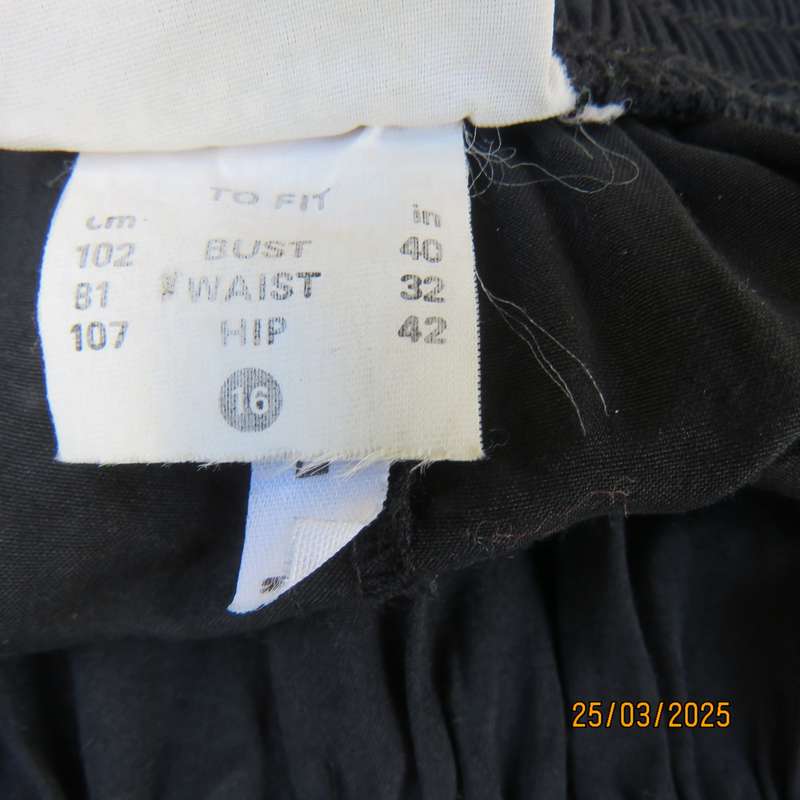 TO FIT
cm in
102 BUST 40
81 WAIST 32
107 HIP 42
16
25/03/2025